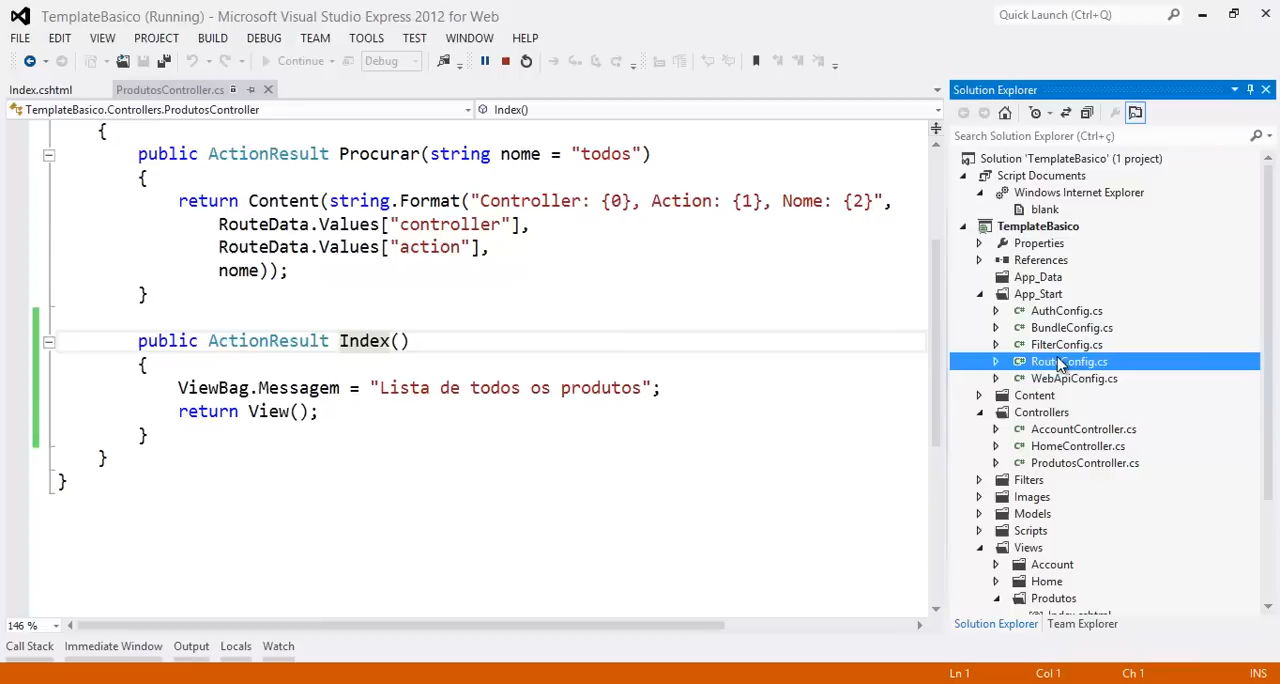 TemplateBasico (Running) - Microsoft Visual Studio Express 2012 for Web
Quick Launch (Ctrl+Q)
FILE EDIT VIEW PROJECT BUILD DEBUG TEAM TOOLS TEST WINDOW HELP
Continue Debug
Index.cshtml ProdutosController.cs
TemplateBasico.Controllers.ProdutosController Index()
{
public ActionResult Procurar(string nome = "todos")
{
return Content(string.Format("Controller: {0}, Action: {1}, Nome: {2}",
RouteData.Values["controller"],
RouteData.Values["action"],
nome));
}
public ActionResult Index()
{
ViewBag.Messagem = "Lista de todos os produtos";
return View();
}
}
}
146 %
Solution Explorer
Search Solution Explorer (Ctrl+ç)
Solution 'TemplateBasico' (1 project)
Script Documents
Windows Internet Explorer
blank
TemplateBasico
Properties
References
App_Data
App_Start
AuthConfig.cs
BundleConfig.cs
FilterConfig.cs
RouteConfig.cs
WebApiConfig.cs
Content
Controllers
AccountController.cs
HomeController.cs
ProdutosController.cs
Filters
Images
Models
Scripts
Views
Account
Home
Produtos
Index.cshtml
Solution Explorer Team Explorer
Call Stack Immediate Window Output Locals Watch
Ln 1 Col 1 Ch 1 INS